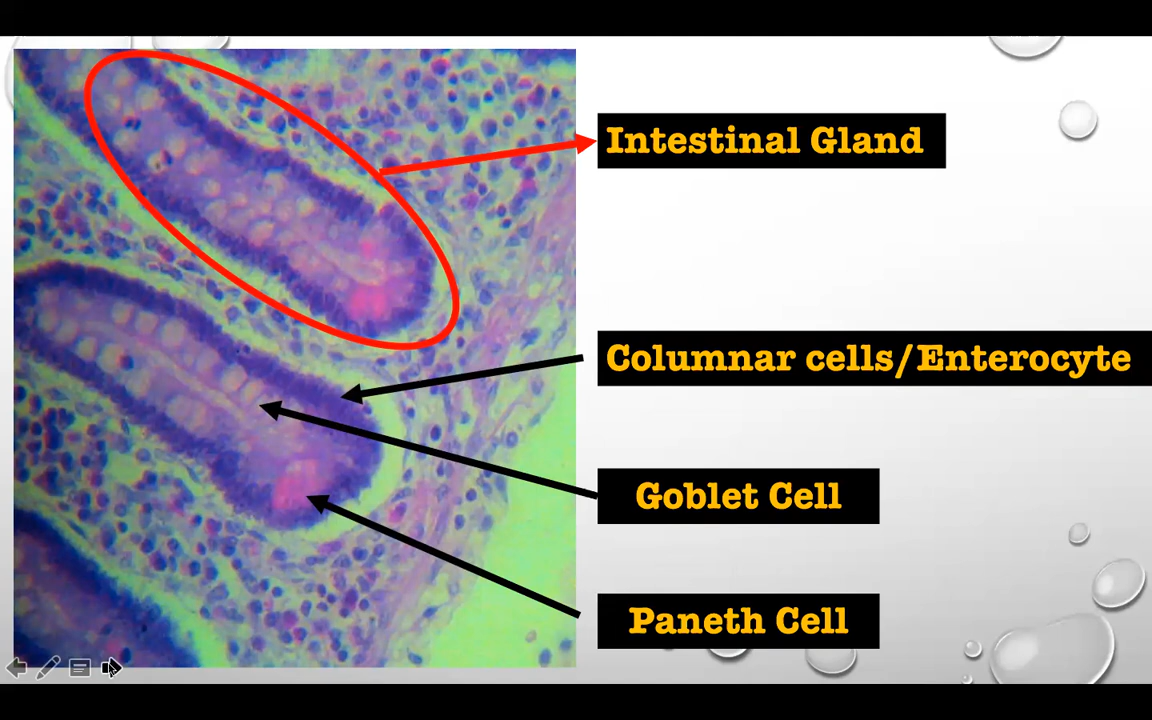 Intestinal Gland
Columnar cells/Enterocyte
Goblet Cell
Paneth Cell